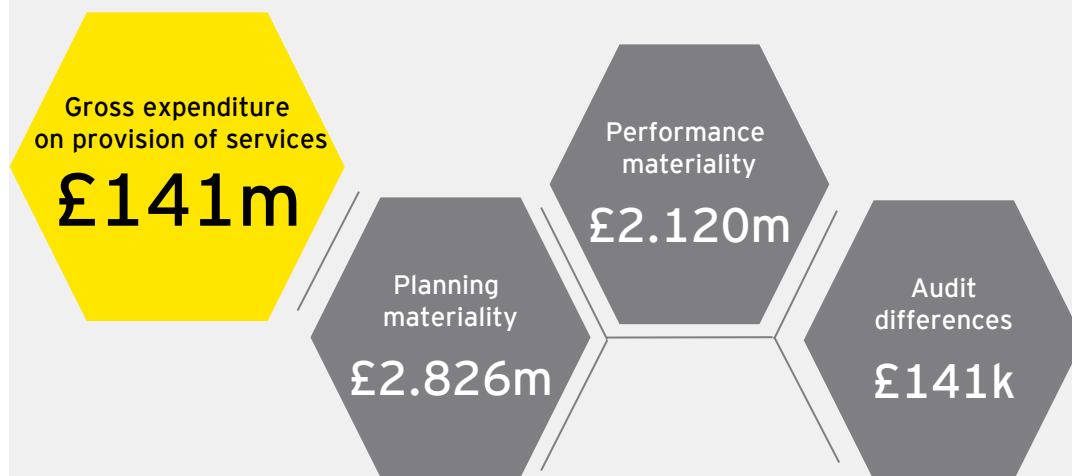 Gross expenditure
on provision of services
£141m
Planning
materiality
£2.826m
Performance
materiality
£2.120m
Audit
differences
£141k